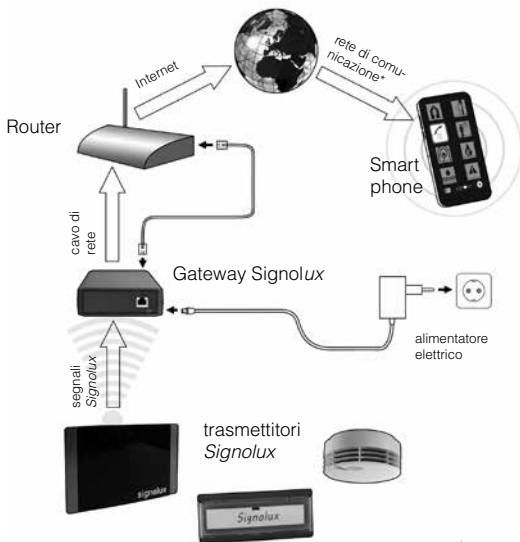 Internet
rete di comu-
nicazione*
Router
Smart
phone
cavo di
rete
Gateway Signolux
alimentatore
elettrico
segnali
Signolux
trasmettitori
Signolux
signolux
Signolux